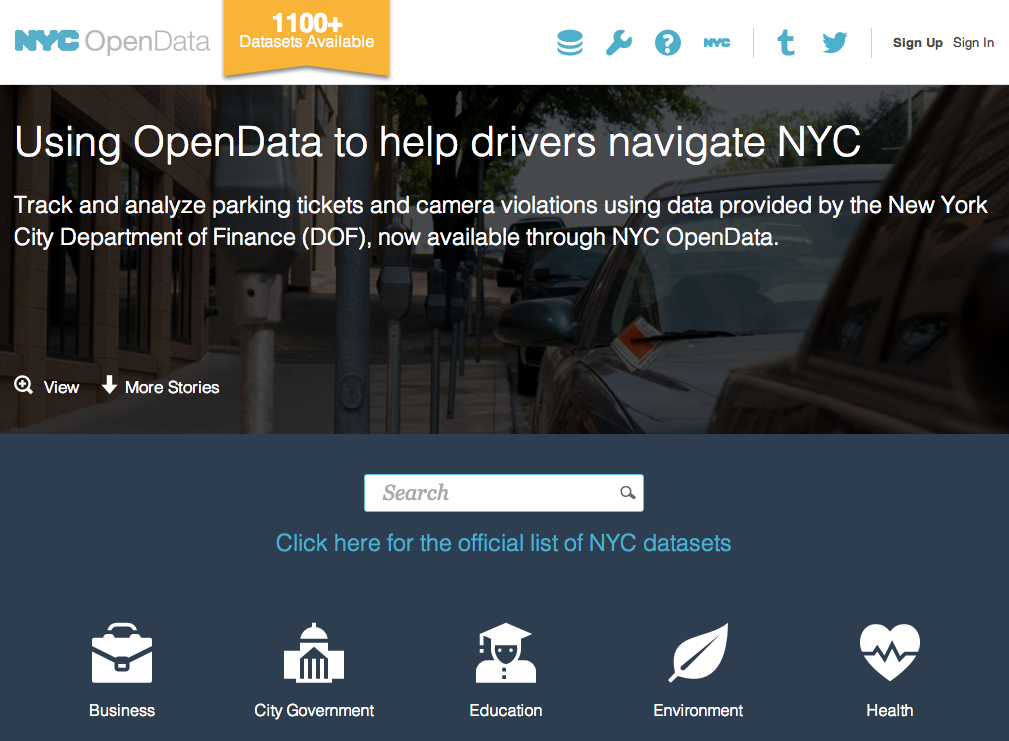 NYC OpenData
1100+
Datasets Available
NYC
Sign Up Sign In
Using OpenData to help drivers navigate NYC
Track and analyze parking tickets and camera violations using data provided by the New York
City Department of Finance (DOF), now available through NYC OpenData.
View More Stories
Search
Click here for the official list of NYC datasets
Business City Government Education Environment Health